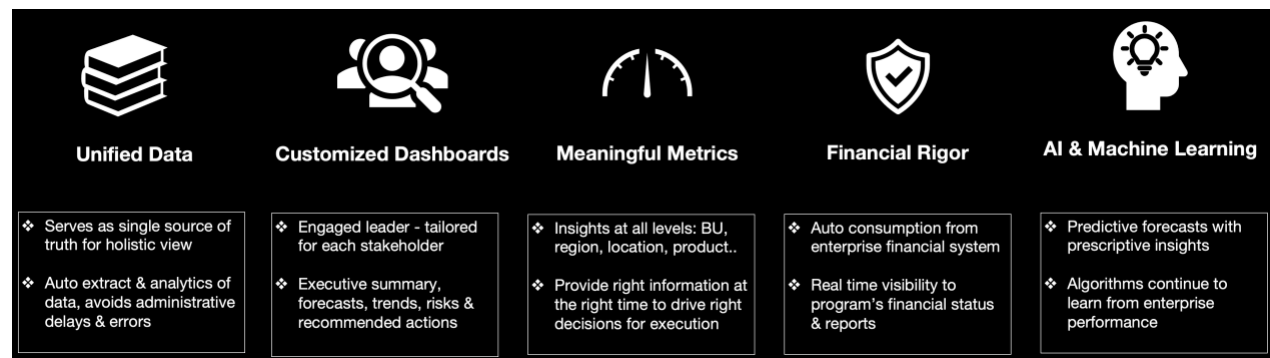 Unified Data
Customized Dashboards
Meaningful Metrics
Financial Rigor
AI & Machine Learning
❖ Serves as single source of
truth for holistic view
❖ Auto extract & analytics of
data, avoids administrative
delays & errors
❖ Engaged leader - tailored
for each stakeholder
❖ Executive summary,
forecasts, trends, risks &
recommended actions
❖ Insights at all levels: BU,
region, location, product..
❖ Provide right information at
the right time to drive right
decisions for execution
❖ Auto consumption from
enterprise financial system
❖ Real time visibility to
program's financial status
& reports
❖ Predictive forecasts with
prescriptive insights
❖ Algorithms continue to
learn from enterprise
performance